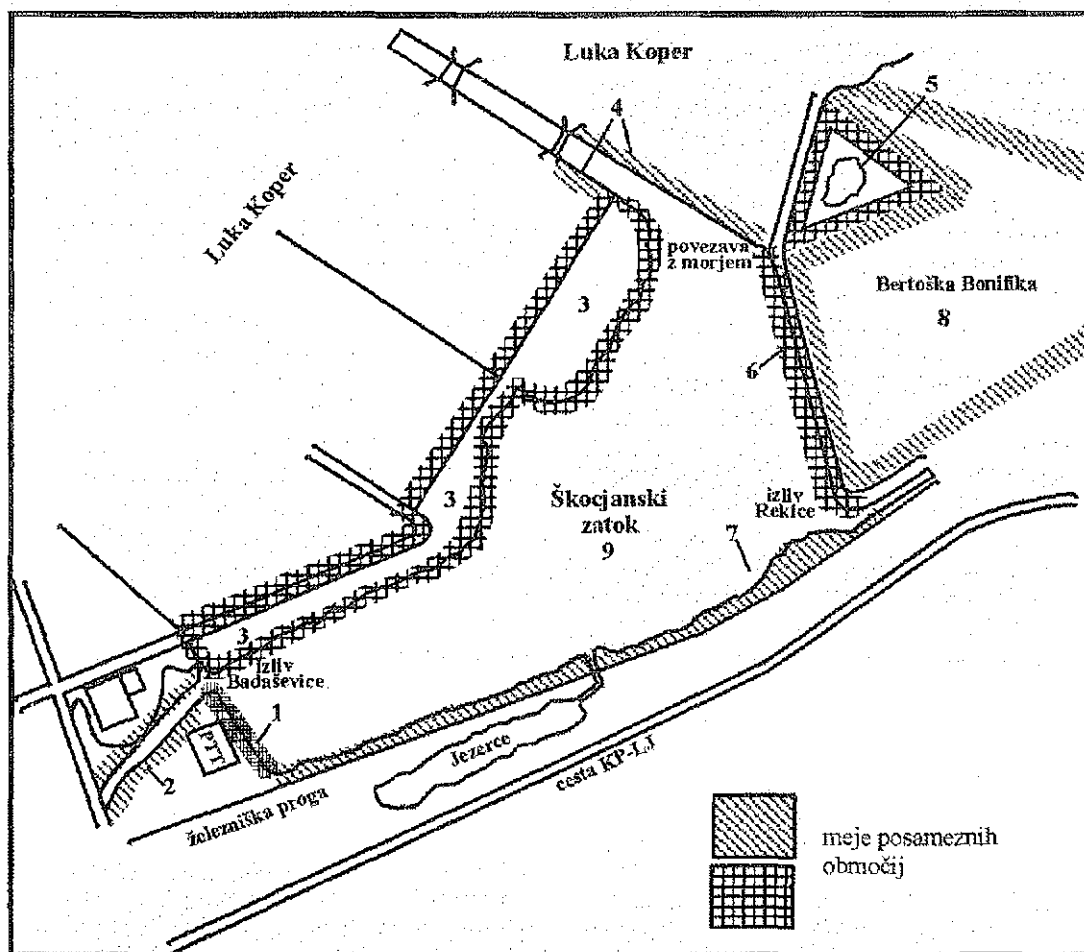 Luka Koper
4
5
Luka Koper
povezava
z morjem
3
Bertoška Bonifika
8
6
3
Škocjanski
zatok
9
izliv
Rekice
7
3
izliv
Badaševice
1
PTT
2
Jezerce
železniška proga
cesta KP-LJ
meje posameznih
območij